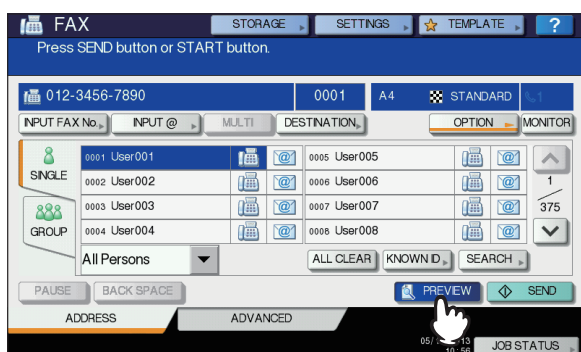 FAX STORAGE SETTINGS TEMPLATE ?
Press SEND button or START button.
012-3456-7890 0001 A4 STANDARD 1
INPUT FAX No. INPUT @ MULTI DESTINATION OPTION MONITOR
SINGLE
0001 User001 @ 0005 User005 @
0002 User002 @ 0006 User006 @
0003 User003 @ 0007 User007 @
0004 User004 @ 0008 User008 @
1
375
GROUP
All Persons ALL CLEAR KNOWN ID SEARCH
PAUSE BACK SPACE PREVIEW SEND
ADDRESS ADVANCED
10:56 JOB STATUS